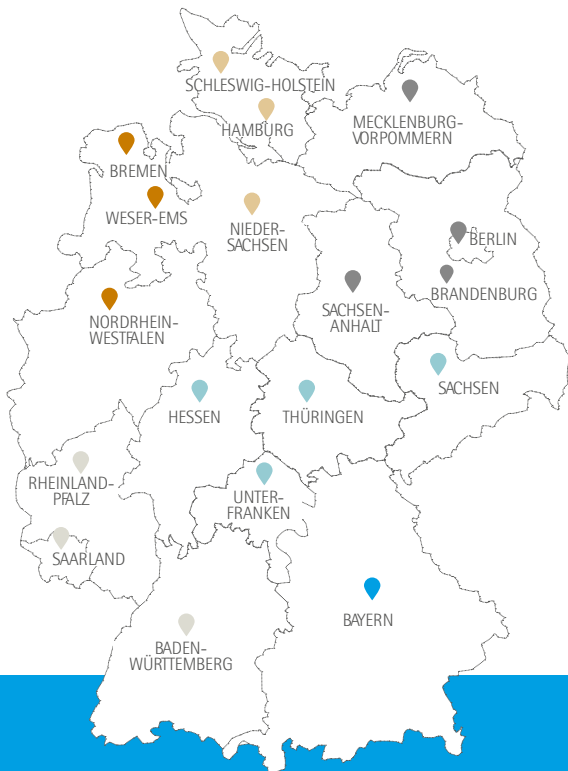 SCHLESWIG-HOLSTEIN
HAMBURG
MECKLENBURG-
VORPOMMERN
BREMEN
WESER-EMS
NIEDER-
SACHSEN
BERLIN
BRANDENBURG
SACHSEN-
ANHALT
NORDRHEIN-
WESTFALEN
HESSEN
THÜRINGEN
SACHSEN
RHEINLAND-
PFALZ
UNTER-
FRANKEN
SAARLAND
BADEN-
WÜRTTEMBERG
BAYERN